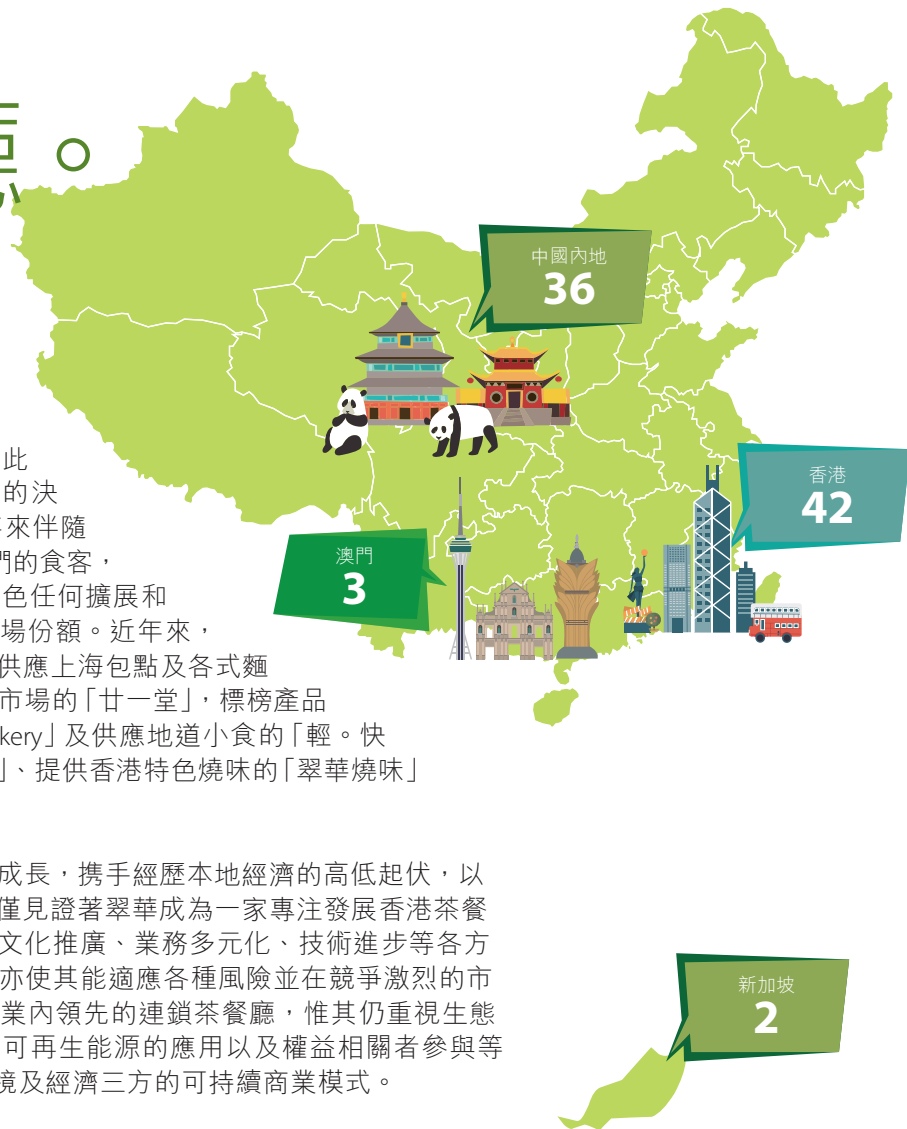 。
中國內地
36
此
的決
來伴隨
們的食客，
色任何擴展和
場份額。近年來，
供應上海包點及各式麵
市場的「廿一堂」，標榜產品
kery」及供應地道小食的「輕。快
」、提供香港特色燒味的「翠華燒味」
香港
42
澳門
3
成長，携手經歷本地經濟的高低起伏，以
僅見證著翠華成為一家專注發展香港茶餐
文化推廣、業務多元化、技術進步等各方
亦使其能適應各種風險並在競爭激烈的市
業內領先的連鎖茶餐廳，惟其仍重視生態
可再生能源的應用以及權益相關者參與等
境及經濟三方的可持續商業模式。
新加坡
2